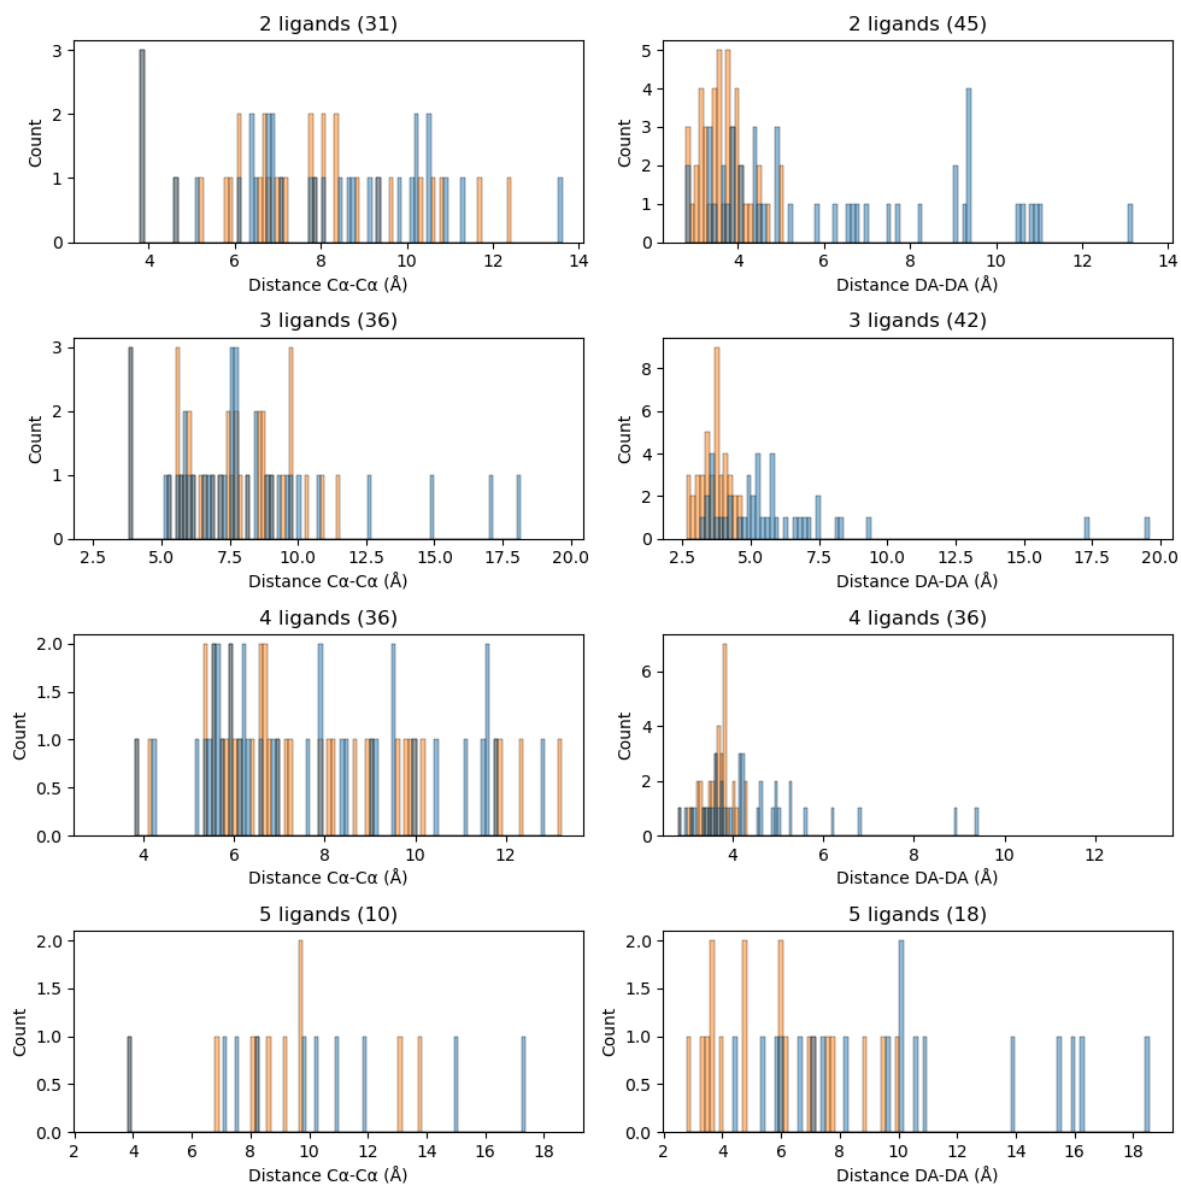 2 ligands (31)
3
2
1
0
Count
4 6 8 10 12 14
Distance Cα-Cα (Å)
2 ligands (45)
5
4
3
2
1
0
Count
4 6 8 10 12 14
Distance DA-DA (Å)
3 ligands (36)
3
2
1
0
Count
2.5 5.0 7.5 10.0 12.5 15.0 17.5 20.0
Distance Cα-Cα (Å)
3 ligands (42)
8
6
4
2
0
Count
2.5 5.0 7.5 10.0 12.5 15.0 17.5 20.0
Distance DA-DA (Å)
4 ligands (36)
2.0
1.5
1.0
0.5
0.0
Count
4 6 8 10 12
Distance Cα-Cα (Å)
4 ligands (36)
6
4
2
0
Count
4 6 8 10 12
Distance DA-DA (Å)
5 ligands (10)
2.0
1.5
1.0
0.5
0.0
Count
2 4 6 8 10 12 14 16 18
Distance Cα-Cα (Å)
5 ligands (18)
2.0
1.5
1.0
0.5
0.0
Count
2 4 6 8 10 12 14 16 18
Distance DA-DA (Å)